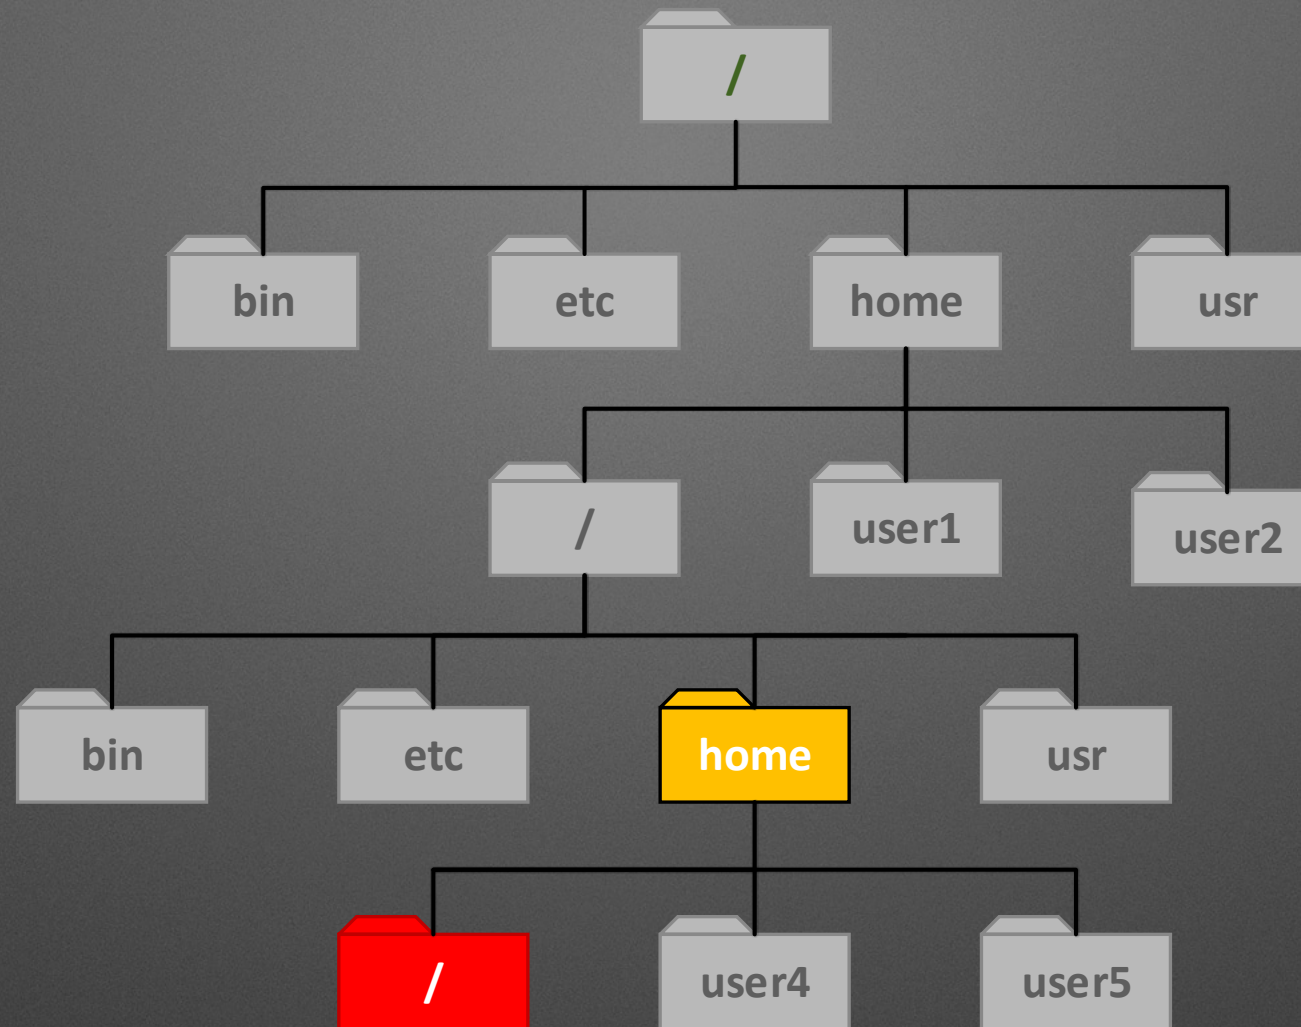 /
bin
etc
home
usr
/
user1
user2
bin
etc
home
usr
/
user4
user5